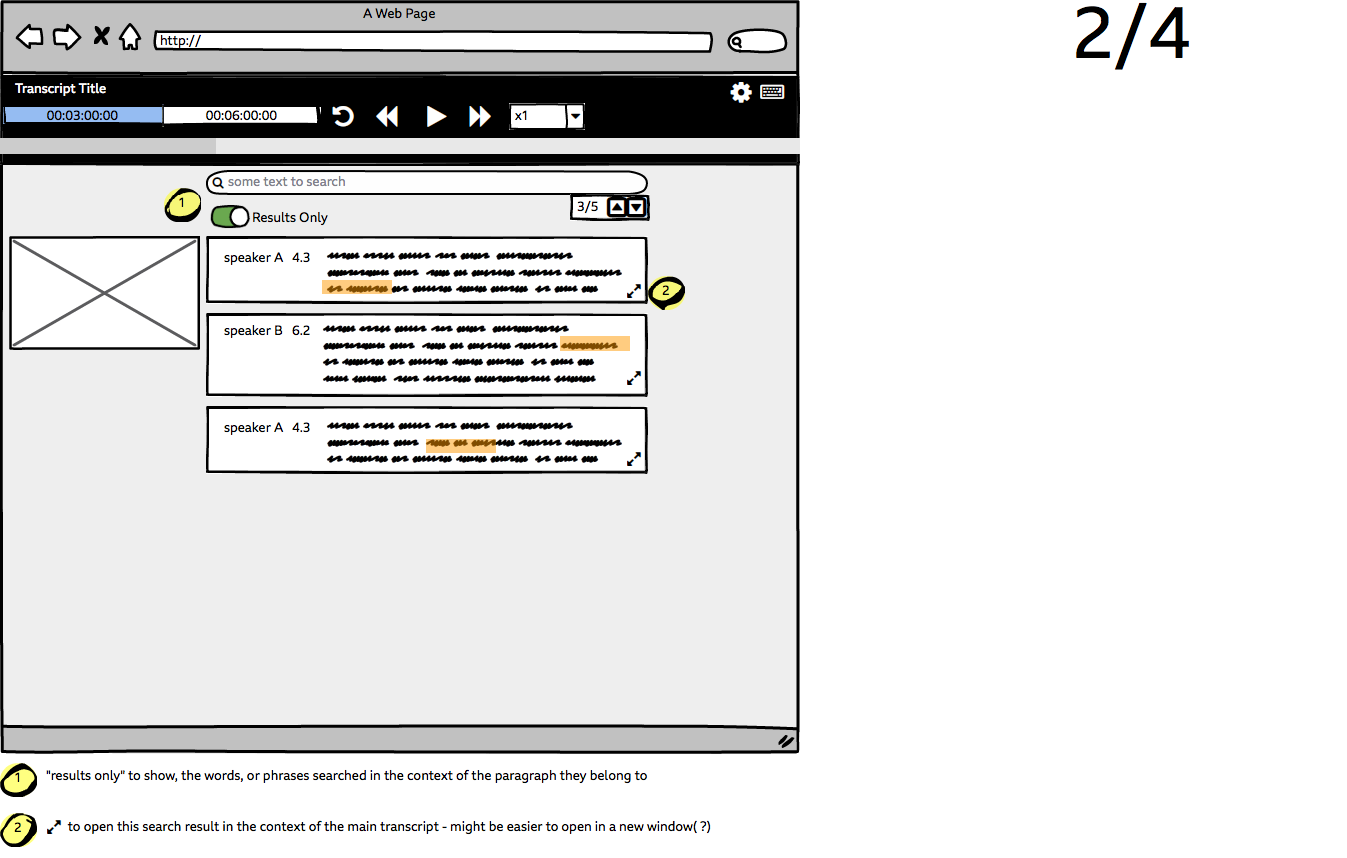 A Web Page
2/4
http://
Transcript Title
00:03:00:00 00:06:00:00 x1
some text to search
1
Results Only 3/5
speaker A 4.3
2
speaker B 6.2
speaker A 4.3
1 "results only" to show, the words, or phrases searched in the context of the paragraph they belong to
2 to open this search result in the context of the main transcript - might be easier to open in a new window( ?)